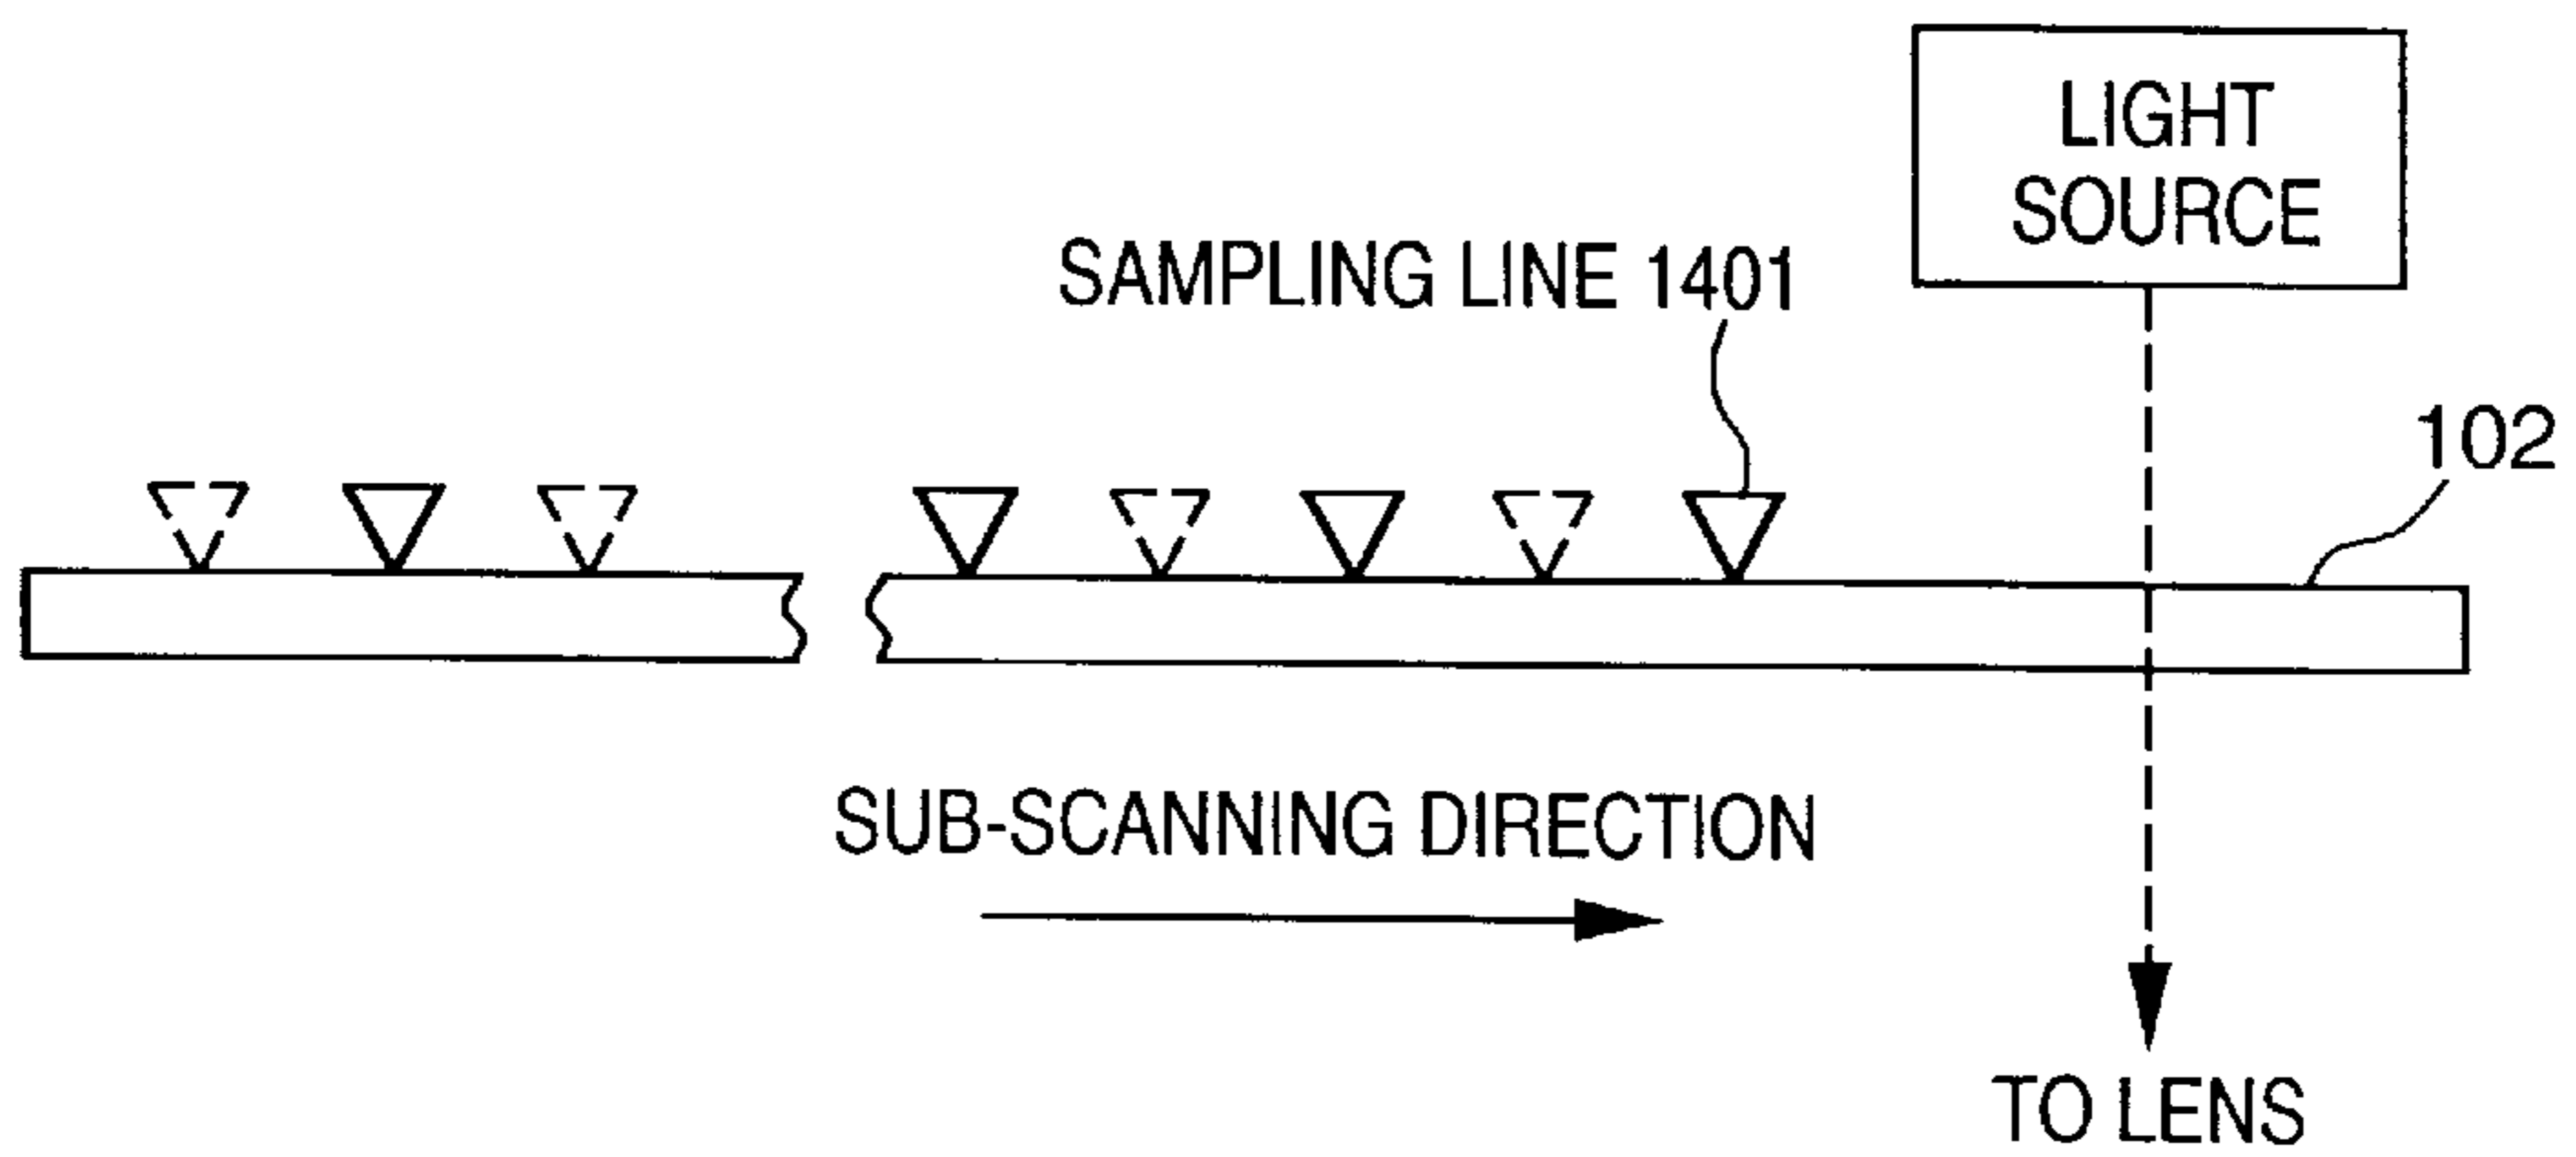 LIGHT
SOURCE
SAMPLING LINE 1401
102
SUB-SCANNING DIRECTION
TO LENS